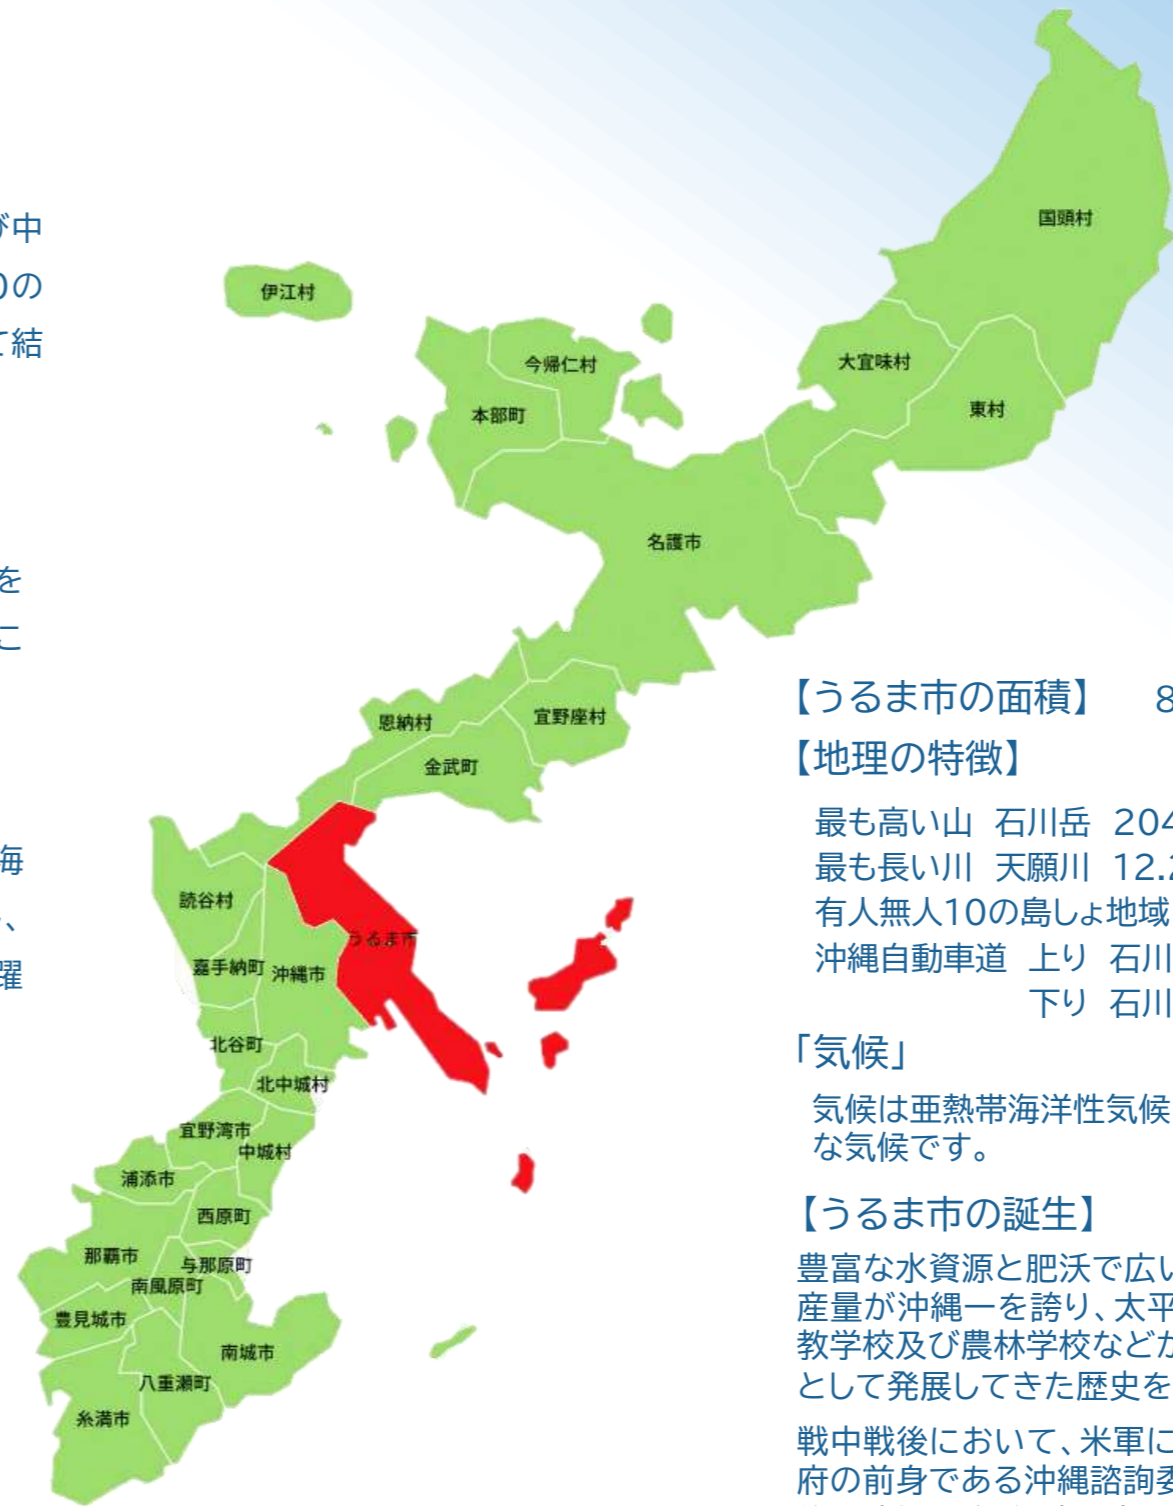 び中
0の
て結
を
に
海
、
躍
国頭村
伊江村
今帰仁村
大宜味村
本部町
東村
名護市
恩納村
宜野座村
金武町
読谷村
うるま市
嘉手納町
沖縄市
北谷町
北中城村
宜野湾市
中城村
浦添市
西原町
那覇市
与那原町
南風原町
豊見城市
南城市
八重瀬町
糸満市
【うるま市の面積】 8
【地理の特徴】
最も高い山 石川岳 204
最も長い川 天願川 12.2
有人無人10の島しょ地域
沖縄自動車道 上り 石川
下り 石川
「気候」
気候は亜熱帯海洋性気候
な気候です。
【うるま市の誕生】
豊富な水資源と肥沃で広い
産量が沖縄一を誇り、太平
教学校及び農林学校などが
として発展してきた歴史を
戦中戦後において、米軍に
府の前身である沖縄諮詢委